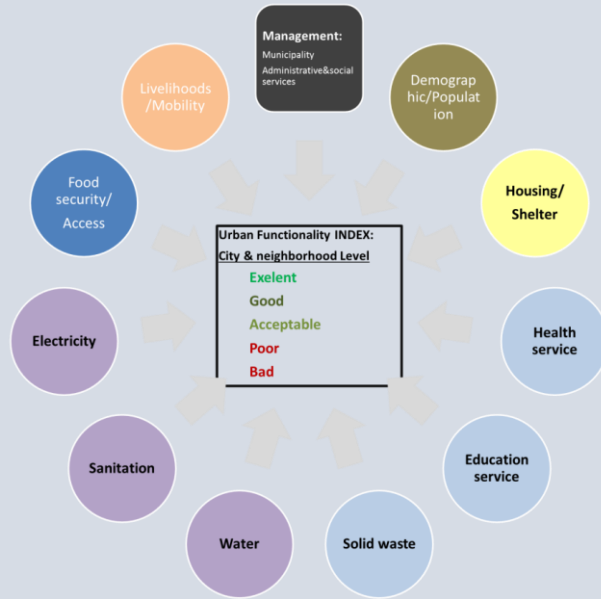 Management:
Municipality
Administrative&social
services
Demograp
hic/Populat
ion
Housing/
Shelter
Health
service
Education
service
Solid waste
Water
Sanitation
Electricity
Food
security/
Access
Livelihoods
/Mobility
Urban Functionality INDEX:
City & neighborhood Level
Exelent
Good
Acceptable
Poor
Bad